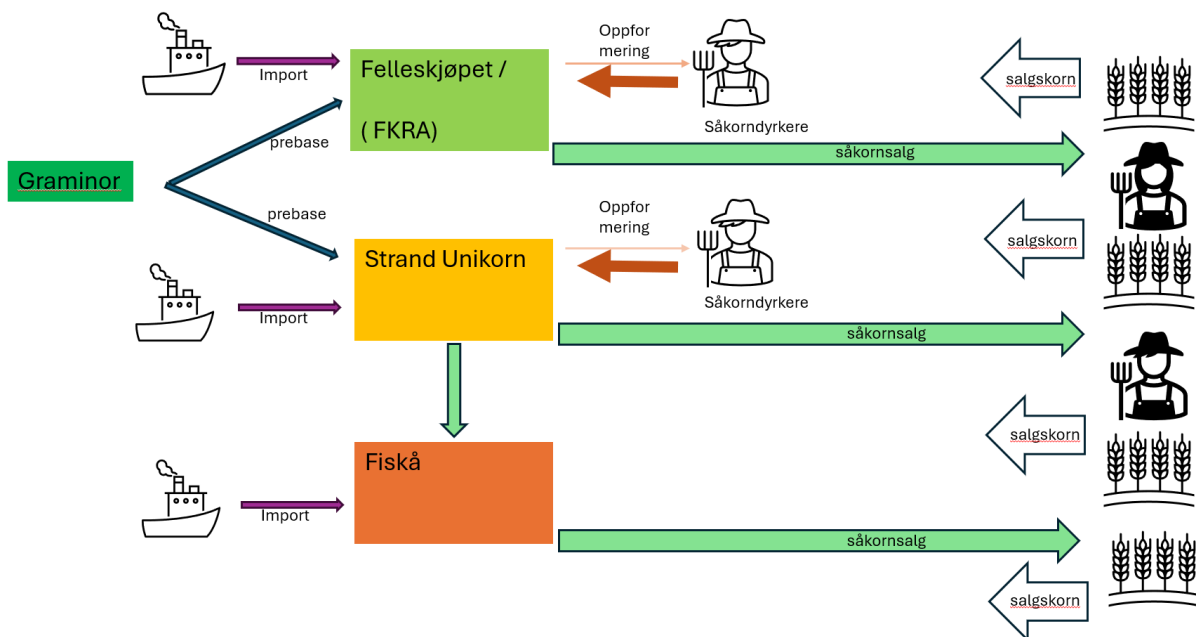 Oppfor
mering
Import
Felleskjøpet /
( FKRA)
salgskorn
Såkorndyrkere
prebase
såkornsalg
Graminor
prebase
Oppfor
mering
salgskorn
Strand Unikorn
Import
Såkorndyrkere
såkornsalg
salgskorn
Fiskå
Import
såkornsalg
salgskorn